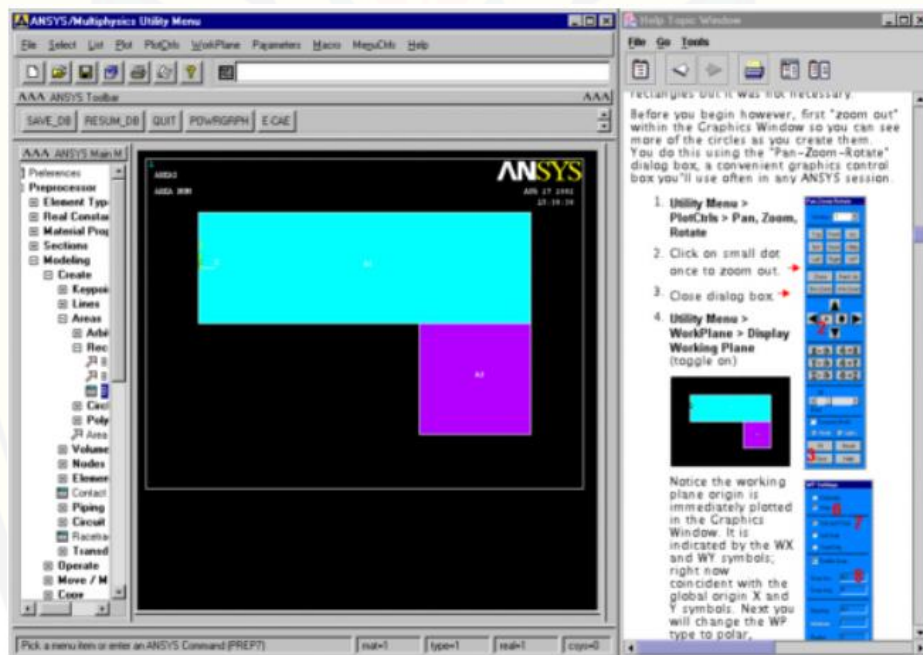 ANSYS/Multiphysics Utility Menu
File Select List Plot PlotCtrls WorkPlane Parameters Macro MenuCtrls Help
ANSYS Toolbar
SAVE_DB RESUM_DB QUIT POWRGRPH E-CAE
ANSYS Main M
Preferences
Preprocessor
Element Typ
Real Consta
Material Prop
Sections
Modeling
Create
Keypo
Lines
Areas
Arbi
Rec
Circl
Poly
Area
Volume
Nodes
Elemen
Contact
Piping
Circuit
Racetra
Transd
Operate
Move / M
Copy
AREAS
AREA NUM
ANSYS
A1
A2
Pick a menu item or enter an ANSYS Command (PREP7)
mat=1
type=1
real=1
csys=0
Help Topic Window
File Go Tools
rectangles but it was not necessary.
Before you begin however, first "zoom out"
within the Graphics Window so you can see
more of the circles as you create them.
You do this using the "Pan-Zoom-Rotate"
dialog box, a convenient graphics control
box you"ll use often in any ANSYS session.
1. Utility Menu >
PlotCtrls > Pan, Zoom,
Rotate
2. Click on small dot
once to zoom out.
3. Close dialog box.
4. Utility Menu >
WorkPlane > Display
Working Plane
(toggle on)
Notice the working
plane origin is
immediately plotted
in the Graphics
Window. It is
indicated by the WX
and WY symbols;
right now
coincident with the
global origin X and
Y symbols. Next you
will change the WP
type to polar,
Pan-Zoom-Rotate
2
3
WP Settings
6
7
8